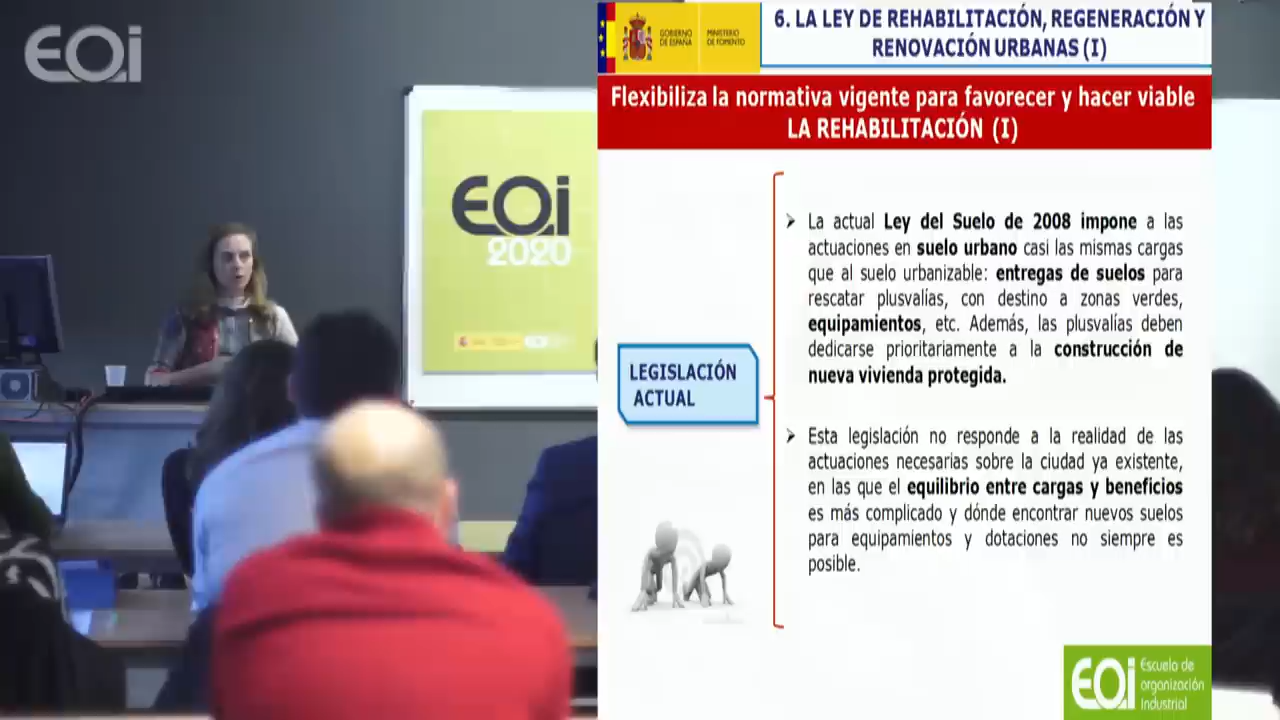 EOi
EOi
2020
GOBIERNO
DE ESPAÑA
MINISTERIO
DE FOMENTO
6. LA LEY DE REHABILITACIÓN, REGENERACIÓN Y
RENOVACIÓN URBANAS (I)
Flexibiliza la normativa vigente para favorecer y hacer viable
LA REHABILITACIÓN (I)
LEGISLACIÓN
ACTUAL
➢ La actual Ley del Suelo de 2008 impone a las
actuaciones en suelo urbano casi las mismas cargas
que al suelo urbanizable: entregas de suelos para
rescatar plusvalías, con destino a zonas verdes,
equipamientos, etc. Además, las plusvalías deben
dedicarse prioritariamente a la construcción de
nueva vivienda protegida.
➢ Esta legislación no responde a la realidad de las
actuaciones necesarias sobre la ciudad ya existente,
en las que el equilibrio entre cargas y beneficios
es más complicado y dónde encontrar nuevos suelos
para equipamientos y dotaciones no siempre es
posible.
EOi
Escuela de
organización
industrial